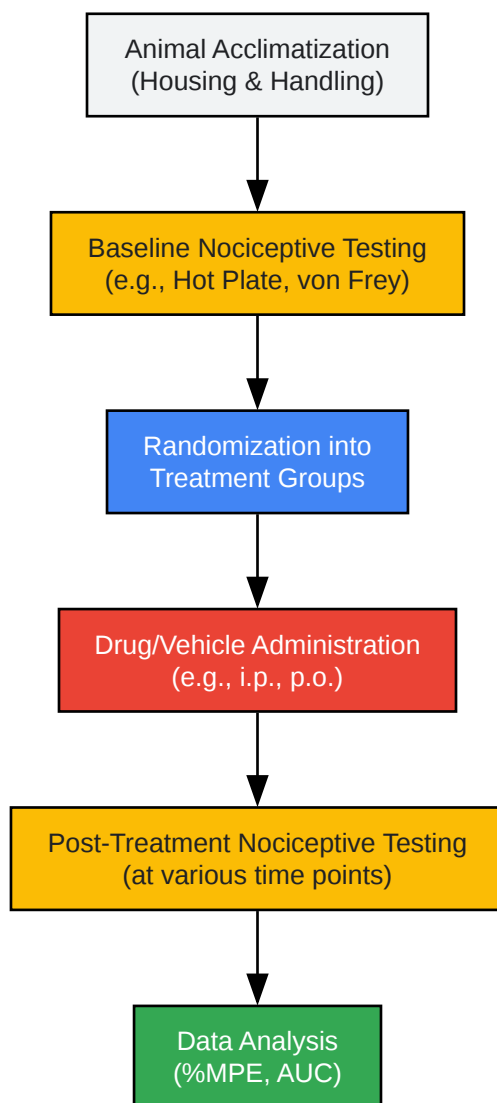 Animal Acclimatization
(Housing & Handling)
Baseline Nociceptive Testing
(e.g., Hot Plate, von Frey)
Randomization into
Treatment Groups
Drug/Vehicle Administration
(e.g., i.p., p.o.)
Post-Treatment Nociceptive Testing
(at various time points)
Data Analysis
(%MPE, AUC)